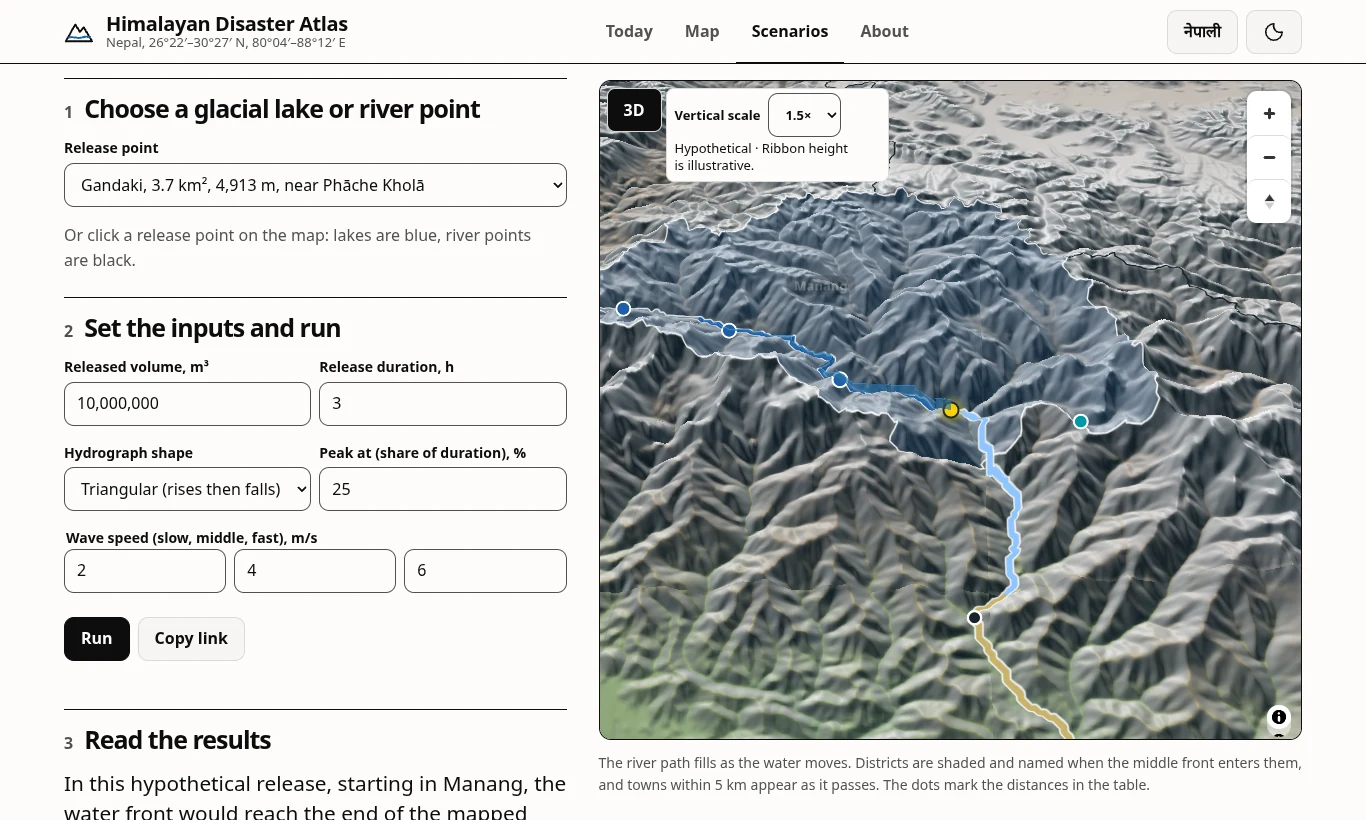 Himalayan Disaster Atlas
Nepal, 26°22′–30°27′ N, 80°04′–88°12′ E
Today
Map
Scenarios
About
नेपाली
1 Choose a glacial lake or river point
Release point
Gandaki, 3.7 km², 4,913 m, near Phāche Kholā
Or click a release point on the map: lakes are blue, river points
are black.
2 Set the inputs and run
Released volume, m³
Release duration, h
10,000,000
3
Hydrograph shape
Peak at (share of duration), %
Triangular (rises then falls)
25
Wave speed (slow, middle, fast), m/s
2
4
6
Run
Copy link
3 Read the results
In this hypothetical release, starting in Manang, the
water front would reach the end of the mapped
3D
Vertical scale
1.5×
Hypothetical · Ribbon height
is illustrative.
Manang
The river path fills as the water moves. Districts are shaded and named when the middle front enters them,
and towns within 5 km appear as it passes. The dots mark the distances in the table.